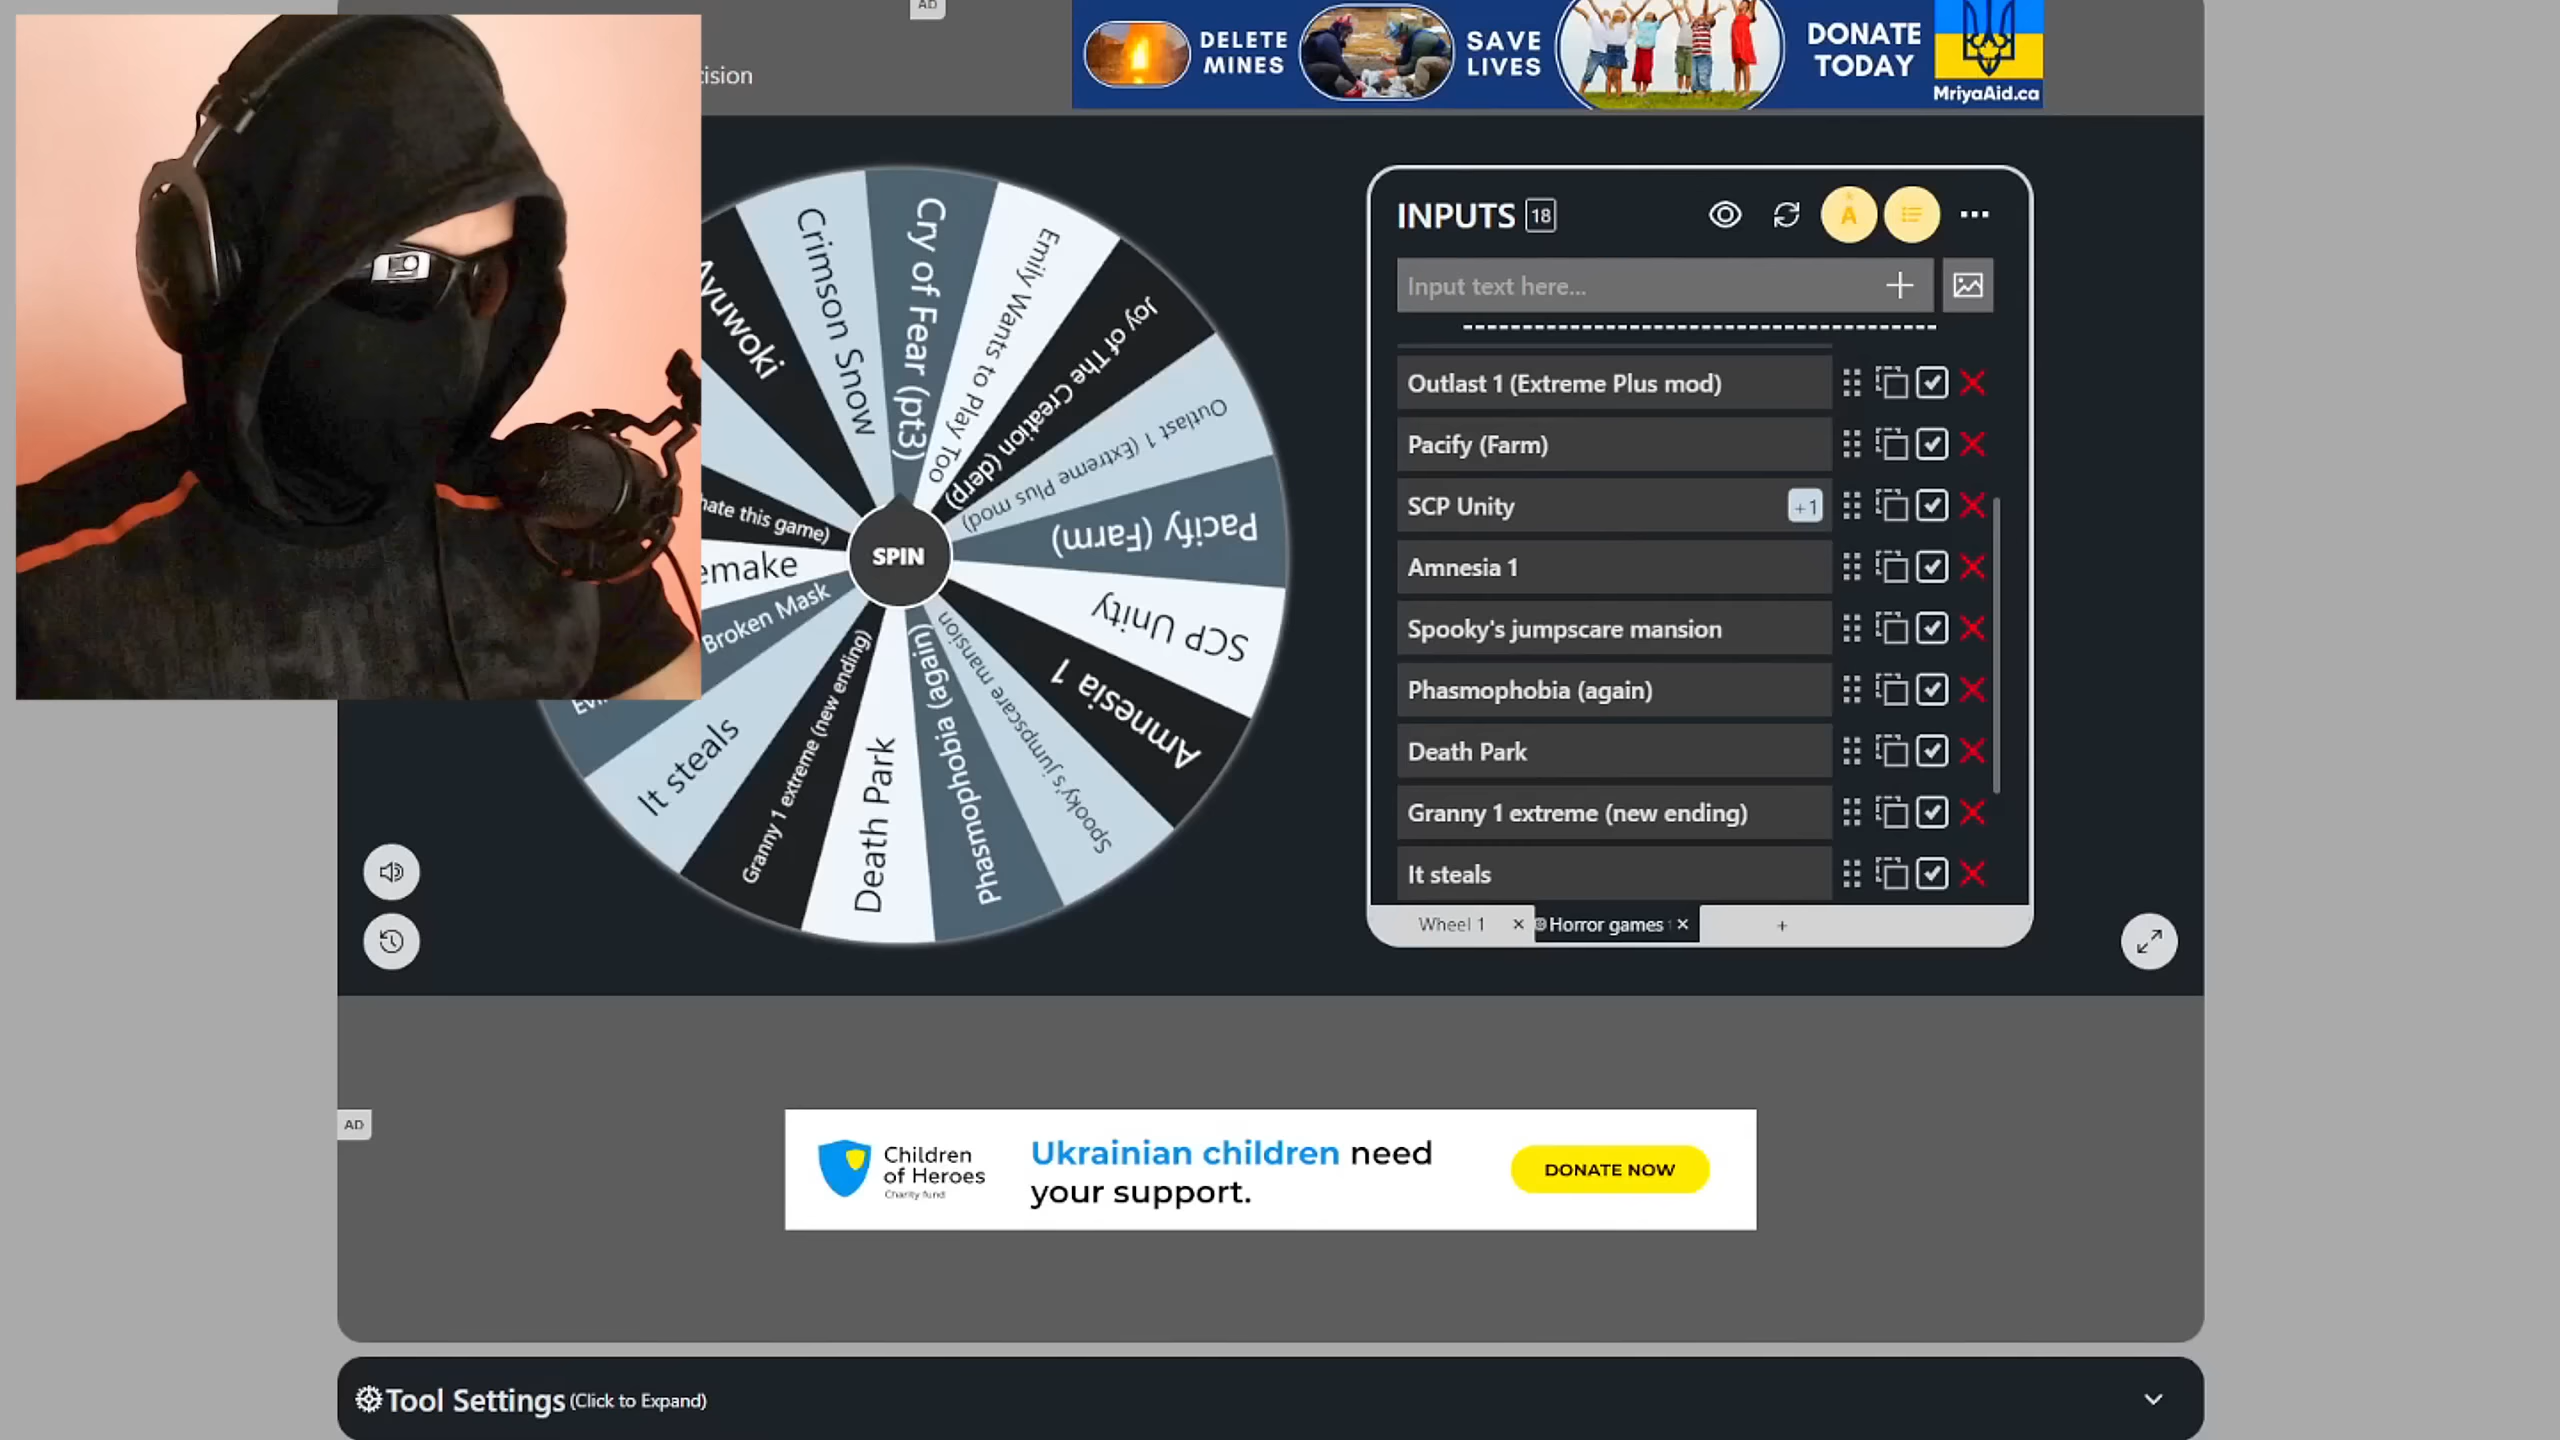 AD
cision
DELETE
MINES
SAVE
LIVES
DONATE
TODAY
MriyaAid.ca
Ayuwoki
Crimson Snow
Cry of Fear (pt3)
Emily Wants to Play Too
Joy of The Creation (derp)
Outlast 1 (Extreme Plus mod)
Pacify (Farm)
SCP Unity
Amnesia 1
Spooky's jumpscare mansion
Phasmophobia (again)
Death Park
Granny 1 extreme (new ending)
It steals
Broken Mask
emake
hate this game)
SPIN
INPUTS 18
A
Input text here...
Outlast 1 (Extreme Plus mod)
Pacify (Farm)
SCP Unity +1
Amnesia 1
Spooky's jumpscare mansion
Phasmophobia (again)
Death Park
Granny 1 extreme (new ending)
It steals
Wheel 1
Horror games
AD
Children
of Heroes
Charity fund
Ukrainian children need
your support.
DONATE NOW
Tool Settings (Click to Expand)